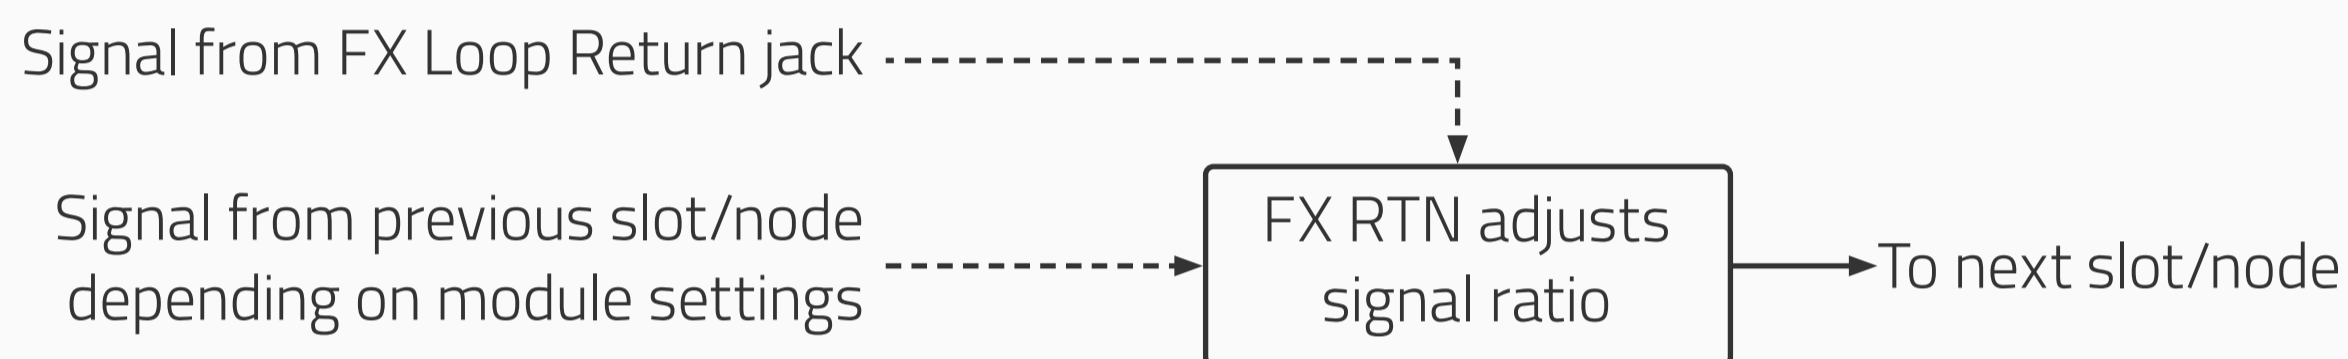 Signal from FX Loop Return jack
Signal from previous slot/node
depending on module settings
FX RTN adjusts
signal ratio
To next slot/node